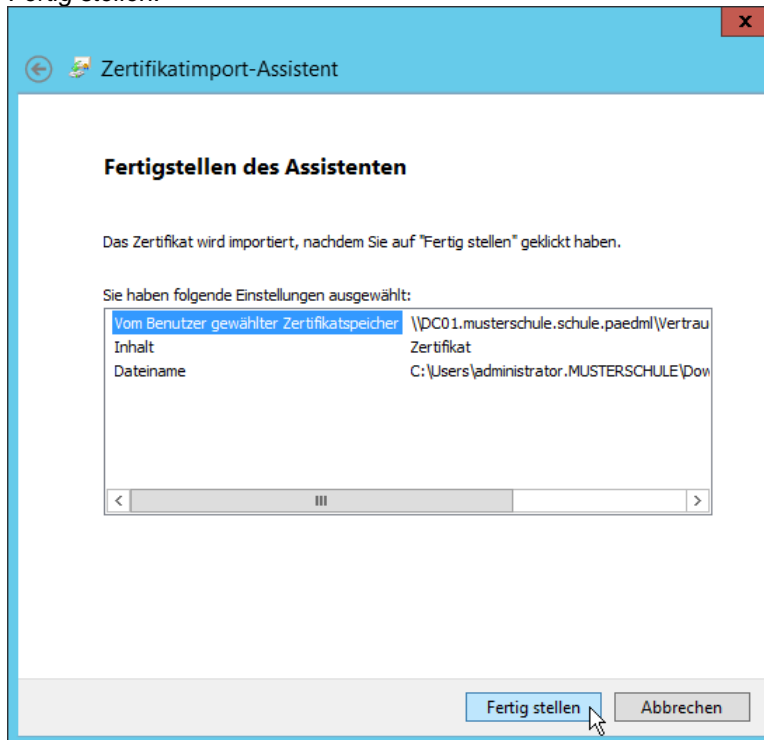 Fertig stellen.
x
Zertifikatimport-Assistent
Fertigstellen des Assistenten
Das Zertifikat wird importiert, nachdem Sie auf "Fertig stellen" geklickt haben.
Sie haben folgende Einstellungen ausgewählt:
Vom Benutzer gewählter Zertifikatspeicher \\DC01.musterschule.schule.paedml\Vertrau
Inhalt Zertifikat
Dateiname C:\Users\administrator.MUSTERSCHULE\Dow
Fertig stellen Abbrechen